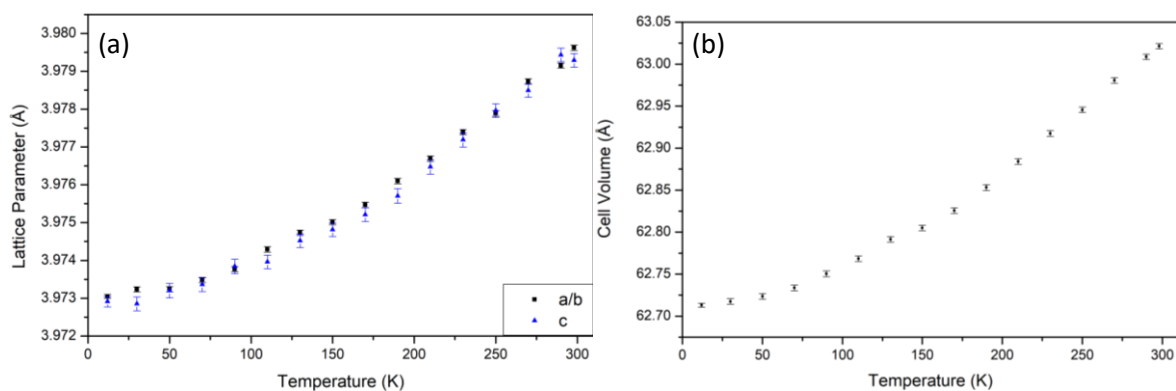 (a)
3.980
3.979
3.978
3.977
3.976
3.975
3.974
3.973
3.972
Lattice Parameter (Å)
0 50 100 150 200 250 300
Temperature (K)
a/b
c
(b)
63.05
63.00
62.95
62.90
62.85
62.80
62.75
62.70
Cell Volume (Å)
0 50 100 150 200 250 300
Temperature (K)